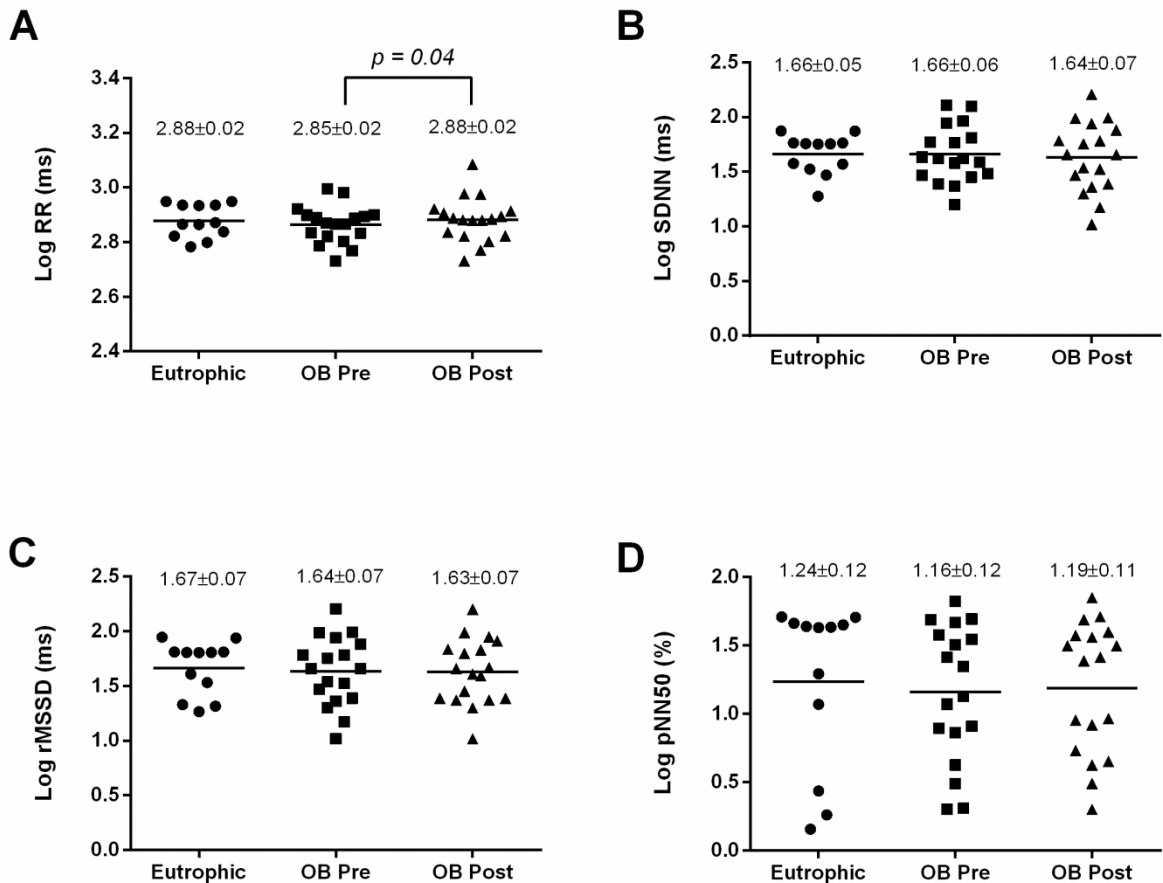 A
p = 0.04
3.4
3.2
3.0
2.8
2.6
2.4
Log RR (ms)
2.88±0.02 2.85±0.02 2.88±0.02
Eutrophic OB Pre OB Post
B
1.66±0.05 1.66±0.06 1.64±0.07
2.5
2.0
1.5
1.0
0.5
0.0
Log SDNN (ms)
Eutrophic OB Pre OB Post
C
1.67±0.07 1.64±0.07 1.63±0.07
2.5
2.0
1.5
1.0
0.5
0.0
Log rMSSD (ms)
Eutrophic OB Pre OB Post
D
1.24±0.12 1.16±0.12 1.19±0.11
2.0
1.5
1.0
0.5
0.0
Log pNN50 (%)
Eutrophic OB Pre OB Post